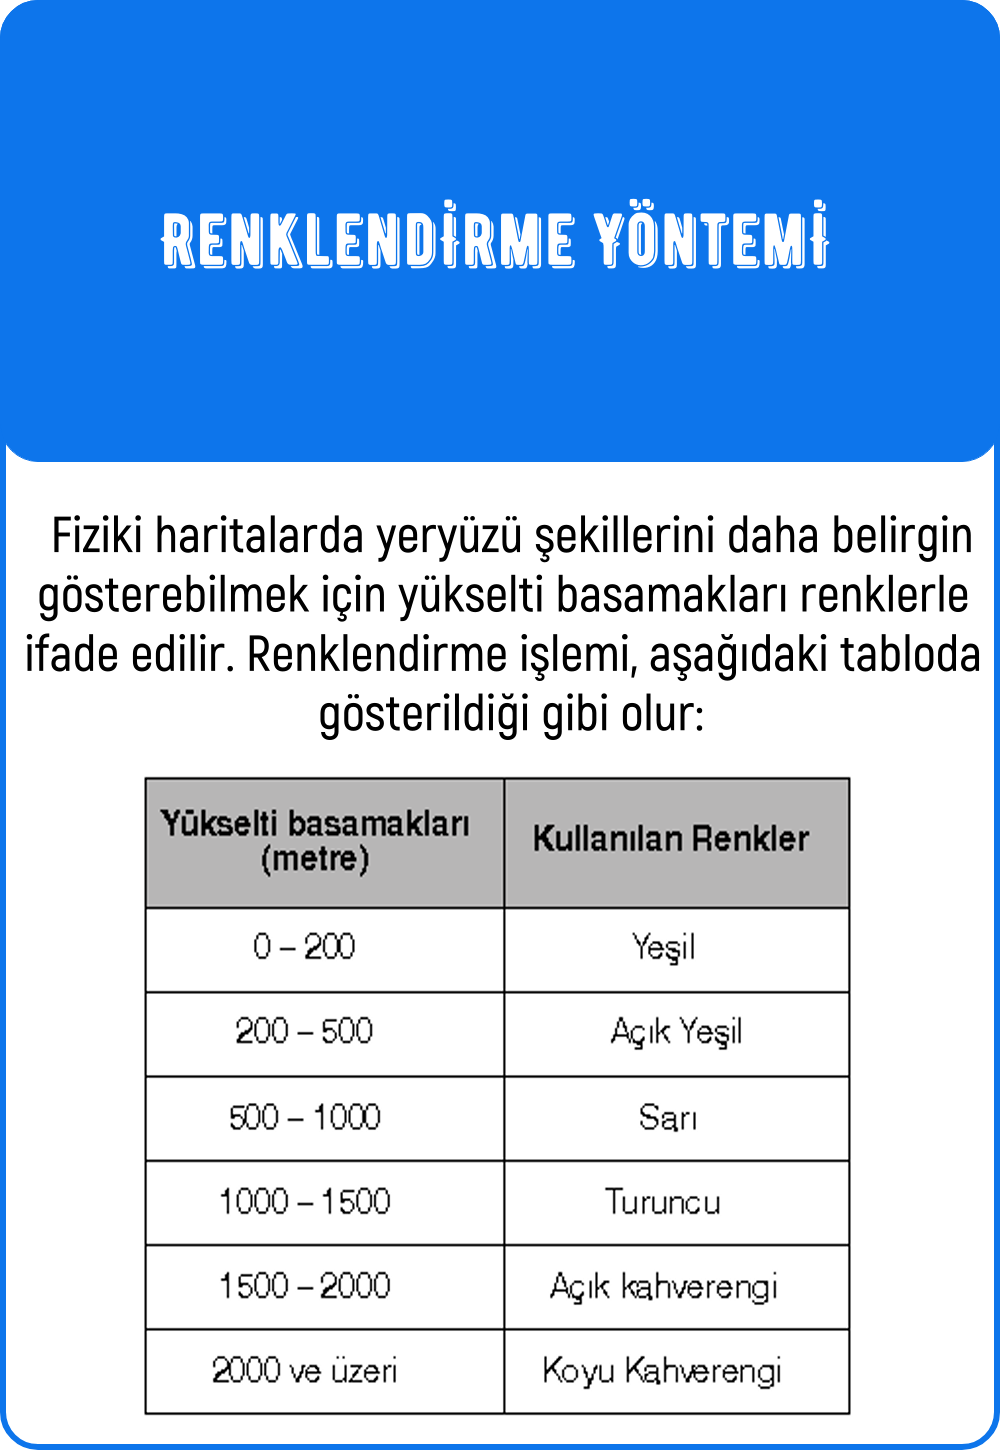 RENKLENDİRME YÖNTEMİ
Fiziki haritalarda yeryüzü şekillerini daha belirgin
gösterebilmek için yükselti basamakları renklerle
ifade edilir. Renklendirme işlemi, aşağıdaki tabloda
gösterildiği gibi olur:
Yükselti basamakları
(metre)
Kullanılan Renkler
0 – 200
Yeşil
200 – 500
Açık Yeşil
500 – 1000
Sarı
1000 – 1500
Turuncu
1500 – 2000
Açık kahverengi
2000 ve üzeri
Koyu Kahverengi